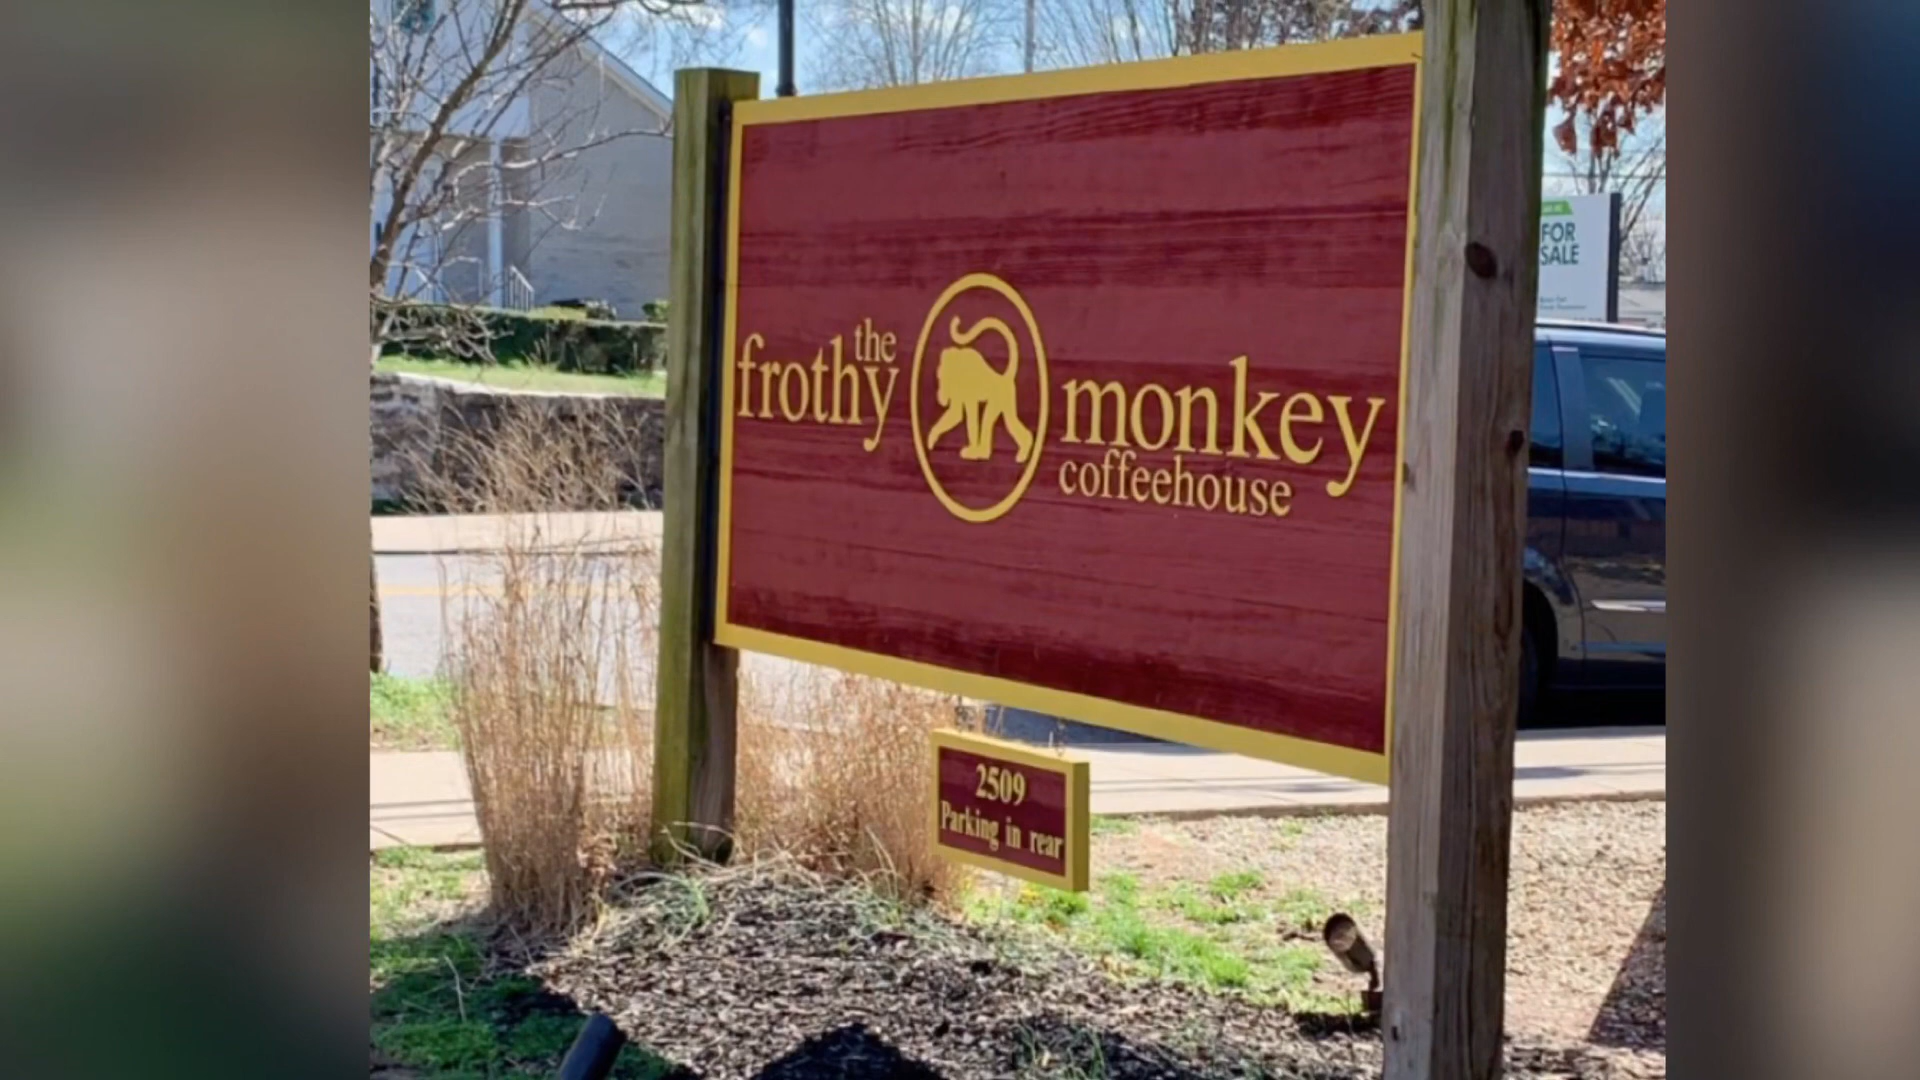 the
frothy
monkey
coffeehouse
2509
Parking in rear
FOR
SALE